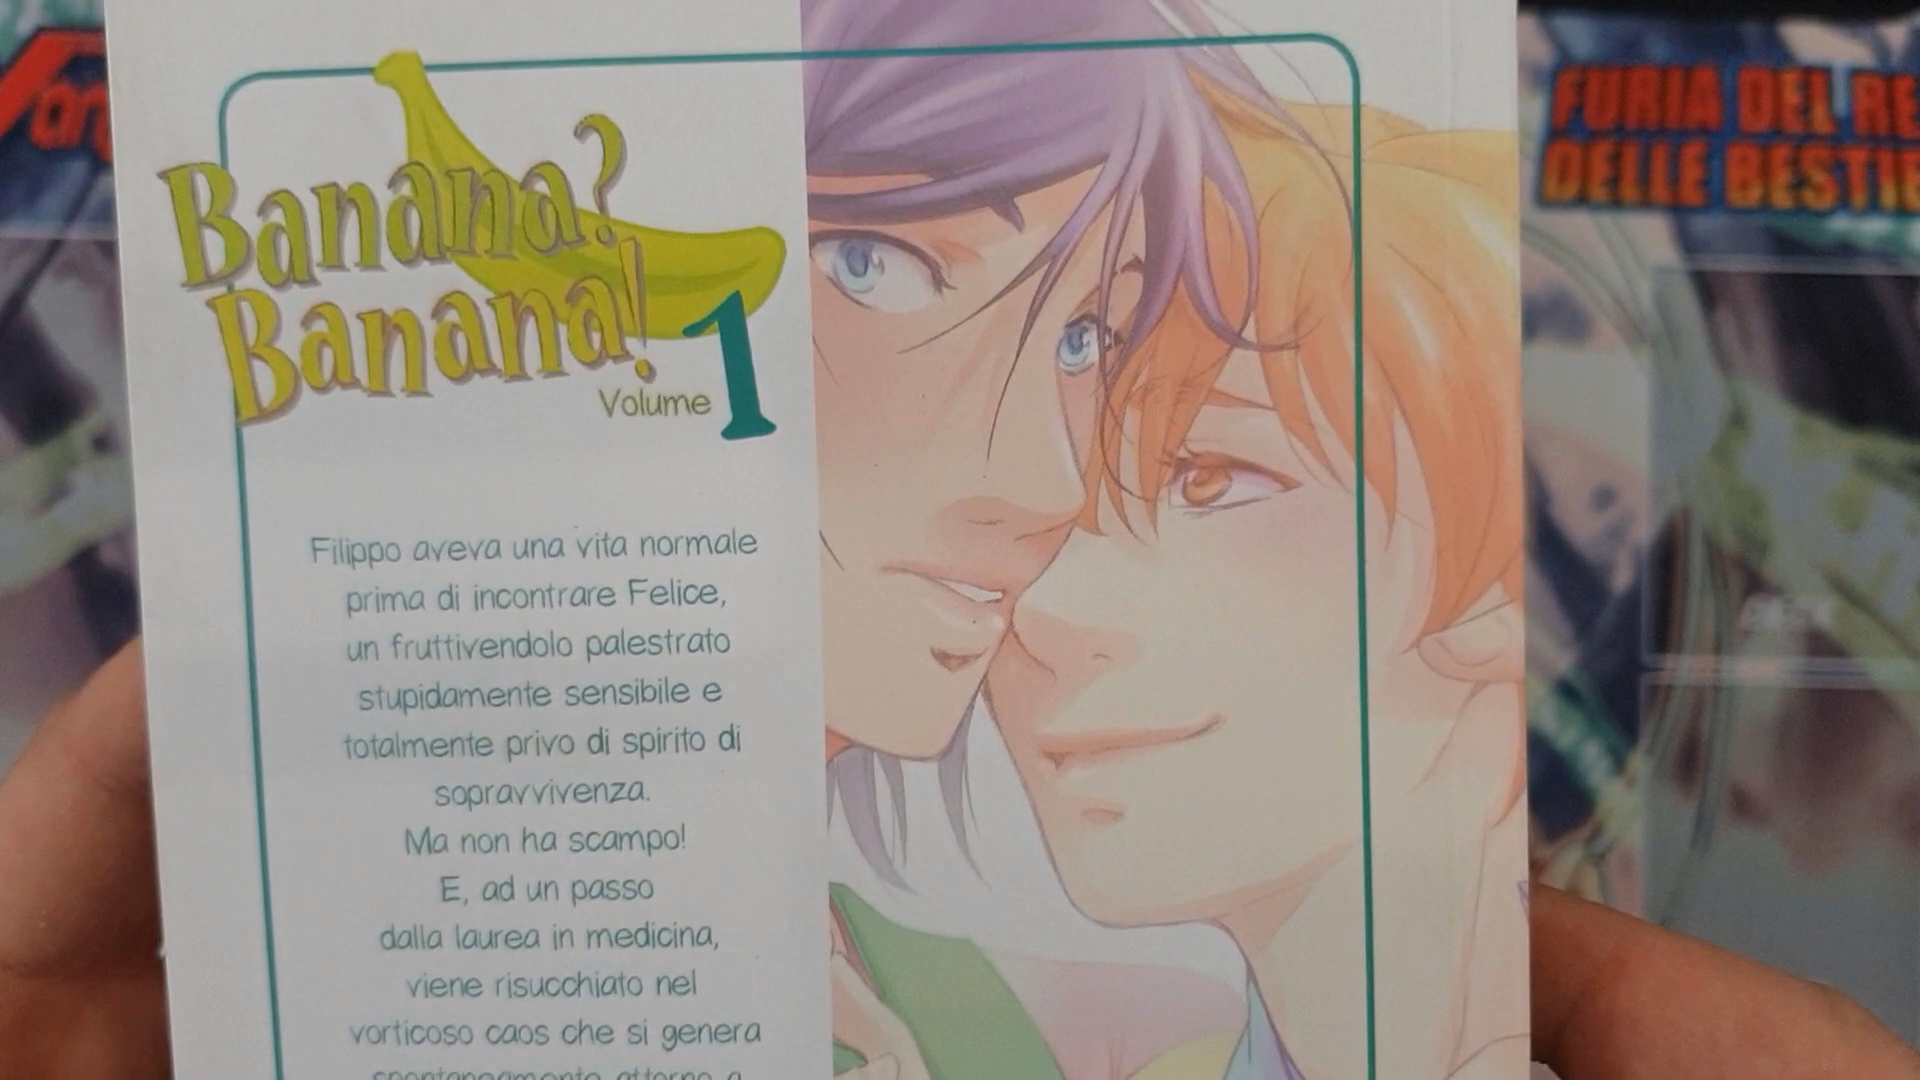 Banana?
Banana!
Volume 1
Filippo aveva una vita normale
prima di incontrare Felice,
un fruttivendolo palestrato
stupidamente sensibile e
totalmente privo di spirito di
sopravvivenza.
Ma non ha scampo!
E, ad un passo
dalla laurea in medicina,
viene risucchiato nel
vorticoso caos che si genera
spontaneamente attorno a
FURIA DEL RE
DELLE BESTIE